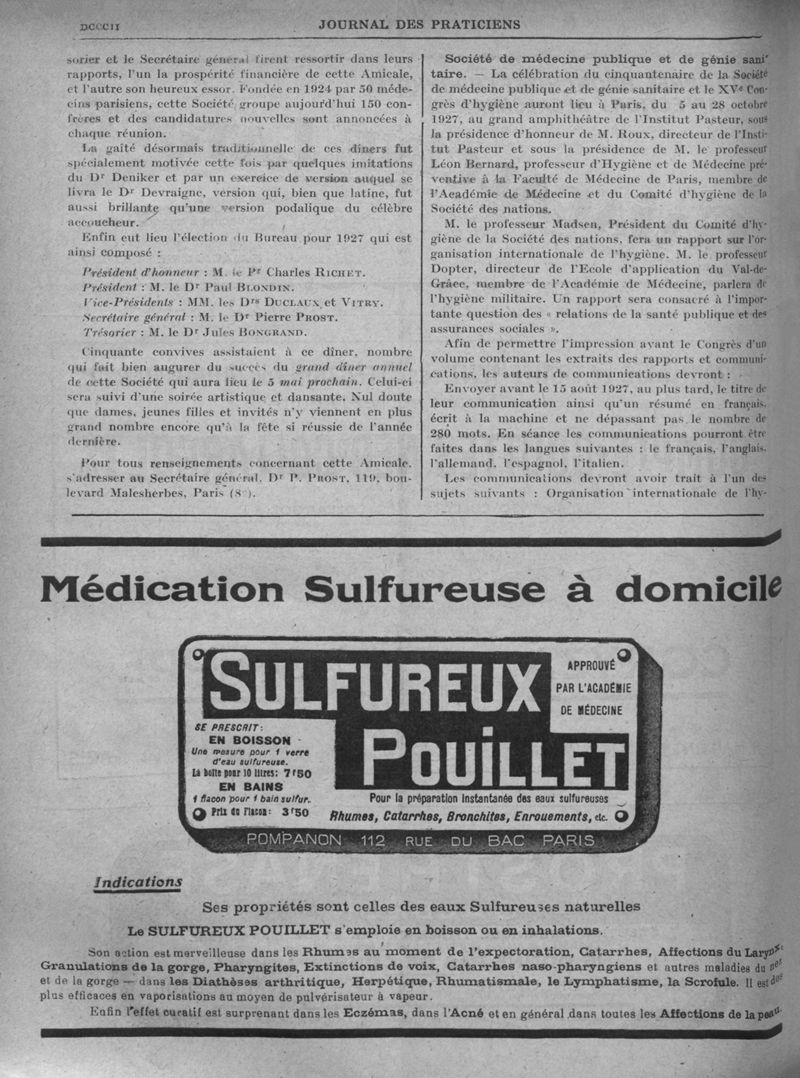 DCCCII
JOURNAL DES PRATICIENS
sorier et le Secrétaire général firent ressortir dans leurs
rapports, l'un la prospérité financière de cette Amicale,
et l'autre son heureux essor. Fondée en 1924 par 50 méde-
cins parisiens, cette Société groupe aujourd'hui 150 con-
frères et des candidatures nouvelles sont annoncées à
chaque réunion.
La gaîté désormais traditionnelle de ces dîners fut
spécialement motivée cette fois par quelques imitations
du Dr Deniker et par un exercice de version auquel se
livra le Dr Devraigne, version qui, bien que latine, fut
aussi brillante qu'une version podalique du célèbre
accoucheur.
Enfin eut lieu l'élection du Bureau pour 1927 qui est
ainsi composé :
Président d'honneur : M. le Pr Charles RICHET.
Président : M. le Dr Paul BLONDIN.
Vice-Présidents : MM. les Drs DUCLAUX et VITRY.
Secrétaire général : M. le Dr Pierre PROST.
Trésorier : M. le Dr Jules BONGRAND.
Cinquante convives assistaient à ce dîner, nombre
qui fait bien augurer du succès du grand dîner annuel
de cette Société qui aura lieu le 5 mai prochain. Celui-ci
sera suivi d'une soirée artistique et dansante. Nul doute
que dames, jeunes filles et invités n'y viennent en plus
grand nombre encore qu'à la fête si réussie de l'année
dernière.
Pour tous renseignements concernant cette Amicale,
s'adresser au Secrétaire général, Dr P. PROST, 119, bou-
levard Malesherbes, Paris (8 ).
Société de médecine publique et de génie sani-
taire. — La célébration du cinquantenaire de la Société
de médecine publique et de génie sanitaire et le XVe Con-
grès d'hygiène auront lieu à Paris, du 5 au 28 octobre
1927, au grand amphithéâtre de l'Institut Pasteur, sous
la présidence d'honneur de M. Roux, directeur de l'Insti-
tut Pasteur et sous la présidence de M. le professeur
Léon Bernard, professeur d'Hygiène et de Médecine pré-
ventive à la Faculté de Médecine de Paris, membre de
l'Académie de Médecine et du Comité d'hygiène de la
Société des nations.
M. le professeur Madsen, Président du Comité d'hy-
giène de la Société des nations, fera un rapport sur l'or-
ganisation internationale de l'hygiène. M. le professeur
Dopter, directeur de l'Ecole d'application du Val-de-
Grâce, membre de l'Académie de Médecine, parlera de
l'hygiène militaire. Un rapport sera consacré à l'impor-
tante question des « relations de la santé publique et des
assurances sociales ».
Afin de permettre l'impression avant le Congrès d'un
volume contenant les extraits des rapports et communi-
cations, les auteurs de communications devront :
Envoyer avant le 15 août 1927, au plus tard, le titre de
leur communication ainsi qu'un résumé en français,
écrit à la machine et ne dépassant pas le nombre de
280 mots. En séance les communications pourront être
faites dans les langues suivantes : le français, l'anglais,
l'allemand, l'espagnol, l'italien.
Les communications devront avoir trait à l'un des
sujets suivants : Organisation internationale de l'hy-
Médication Sulfureuse à domicile
SULFUREUX
POUILLET
APPROUVÉ
PAR L'ACADÉMIE
DE MÉDECINE
SE PRESCRIT :
EN BOISSON
Une mesure pour 1 verre
d'eau sulfureuse.
La boîte pour 10 litres : 7f50
EN BAINS
1 flacon pour 1 bain sulfur.
Prix du flacon : 3f50
Pour la préparation instantanée des eaux sulfureuses
Rhumes, Catarrhes, Bronchites, Enrouements, etc.
POMPANON 112 RUE DU BAC PARIS
Indications
Ses propriétés sont celles des eaux Sulfureuses naturelles
Le SULFUREUX POUILLET s'emploie en boisson ou en inhalations.
Son action est merveilleuse dans les Rhumes au moment de l'expectoration, Catarrhes, Affections du Larynx,
Granulations de la gorge, Pharyngites, Extinctions de voix, Catarrhes naso-pharyngiens et autres maladies du nez
et de la gorge — dans les Diathèses arthritique, Herpétique, Rhumatismale, le Lymphatisme, la Scrofule. Il est des
plus efficaces en vaporisations au moyen de pulvérisateur à vapeur.
Enfin l'effet curatif est surprenant dans les Eczémas, dans l'Acné et en général dans toutes les Affections de la peau.